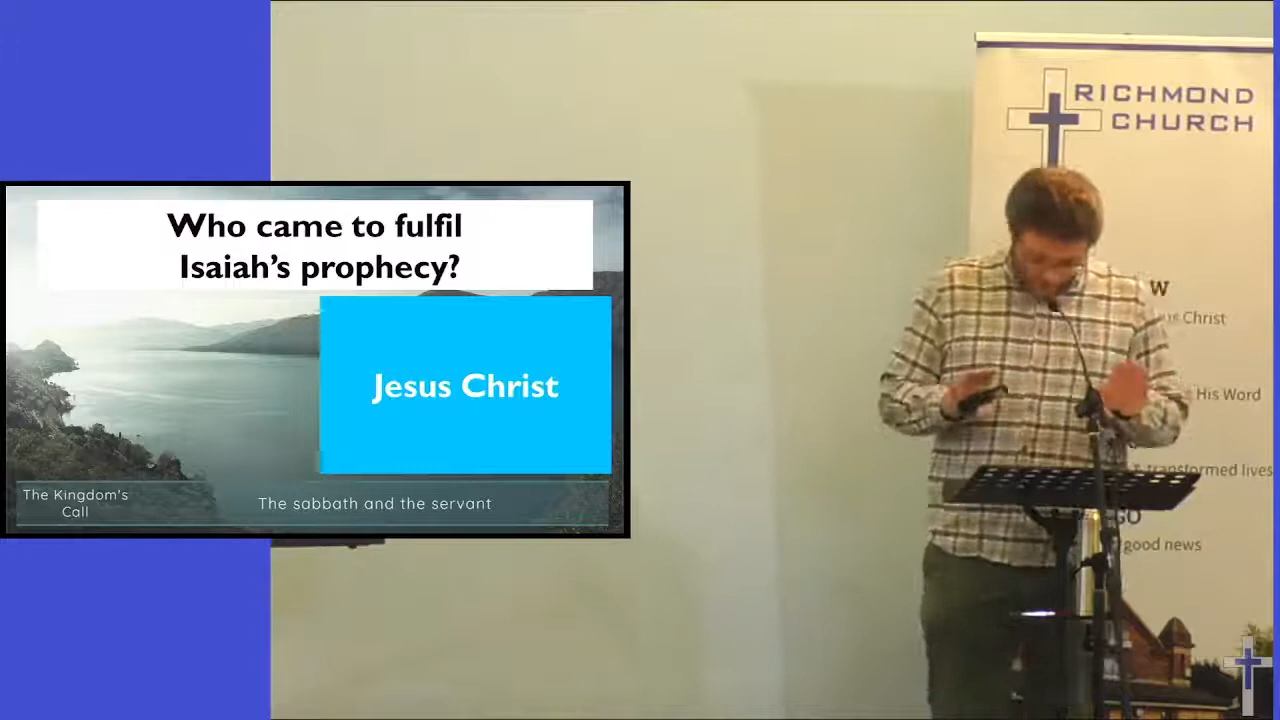 Who came to fulfil
Isaiah's prophecy?
Jesus Christ
The Kingdom's
Call
The sabbath and the servant
RICHMOND
CHURCH
W
Christ
His Word
transformed lives
GO
good news